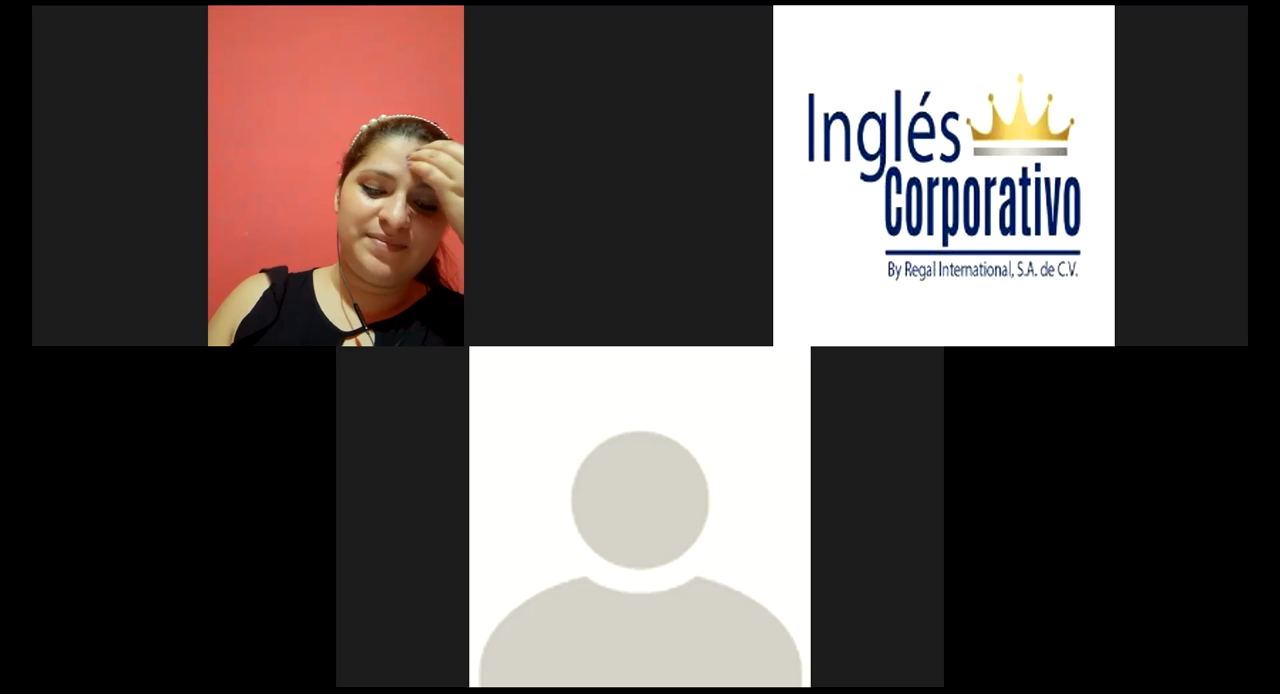 Inglés
Corporativo
By Regal International, S.A. de C.V.